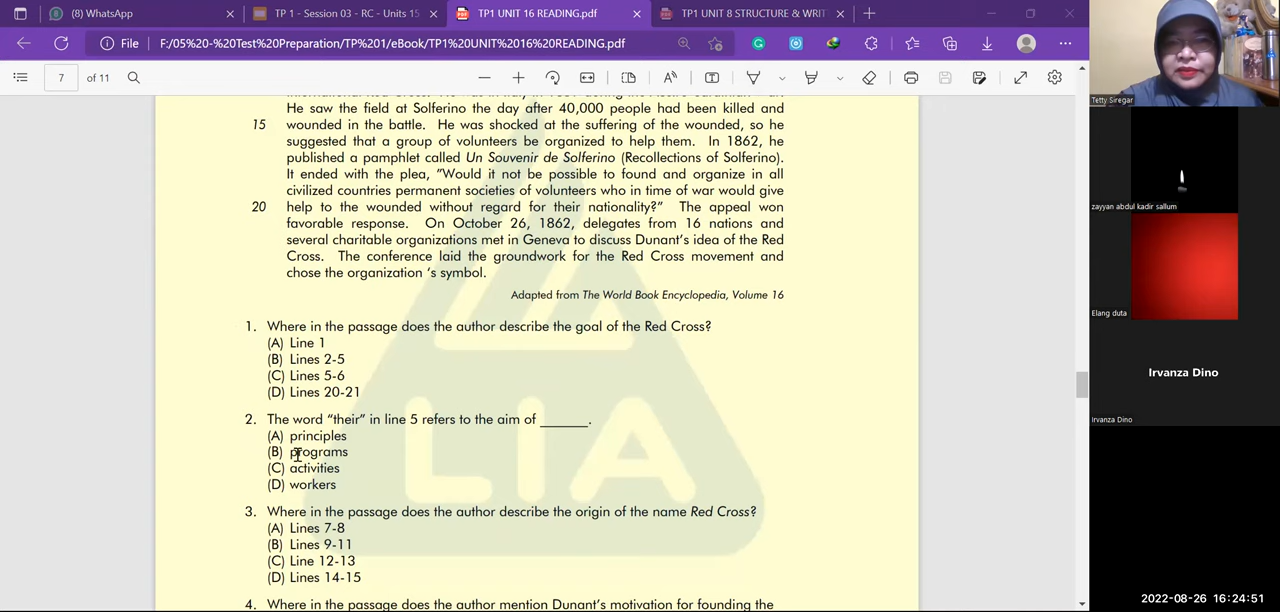 (8) WhatsApp
TP 1 - Session 03 - RC - Units 15
TP1 UNIT 16 READING.pdf
TP1 UNIT 8 STRUCTURE & WRIT
File
F:/05%20-%20Test%20Preparation/TP%201/eBook/TP1%20UNIT%2016%20READING.pdf
7 of 11
He saw the field at Solferino the day after 40,000 people had been killed and
15 wounded in the battle. He was shocked at the suffering of the wounded, so he
suggested that a group of volunteers be organized to help them. In 1862, he
published a pamphlet called Un Souvenir de Solferino (Recollections of Solferino).
It ended with the plea, "Would it not be possible to found and organize in all
civilized countries permanent societies of volunteers who in time of war would give
20 help to the wounded without regard for their nationality?" The appeal won
favorable response. On October 26, 1862, delegates from 16 nations and
several charitable organizations met in Geneva to discuss Dunant's idea of the Red
Cross. The conference laid the groundwork for the Red Cross movement and
chose the organization 's symbol.
Adapted from The World Book Encyclopedia, Volume 16
1. Where in the passage does the author describe the goal of the Red Cross?
(A) Line 1
(B) Lines 2-5
(C) Lines 5-6
(D) Lines 20-21
2. The word "their" in line 5 refers to the aim of ______.
(A) principles
(B) programs
(C) activities
(D) workers
3. Where in the passage does the author describe the origin of the name Red Cross?
(A) Lines 7-8
(B) Lines 9-11
(C) Line 12-13
(D) Lines 14-15
4. Where in the passage does the author mention Dunant's motivation for founding the
LIA
Tetty Siregar
zayyan abdul kadir sallum
Elang duta
Irvanza Dino
Irvanza Dino
2022-08-26 16:24:51